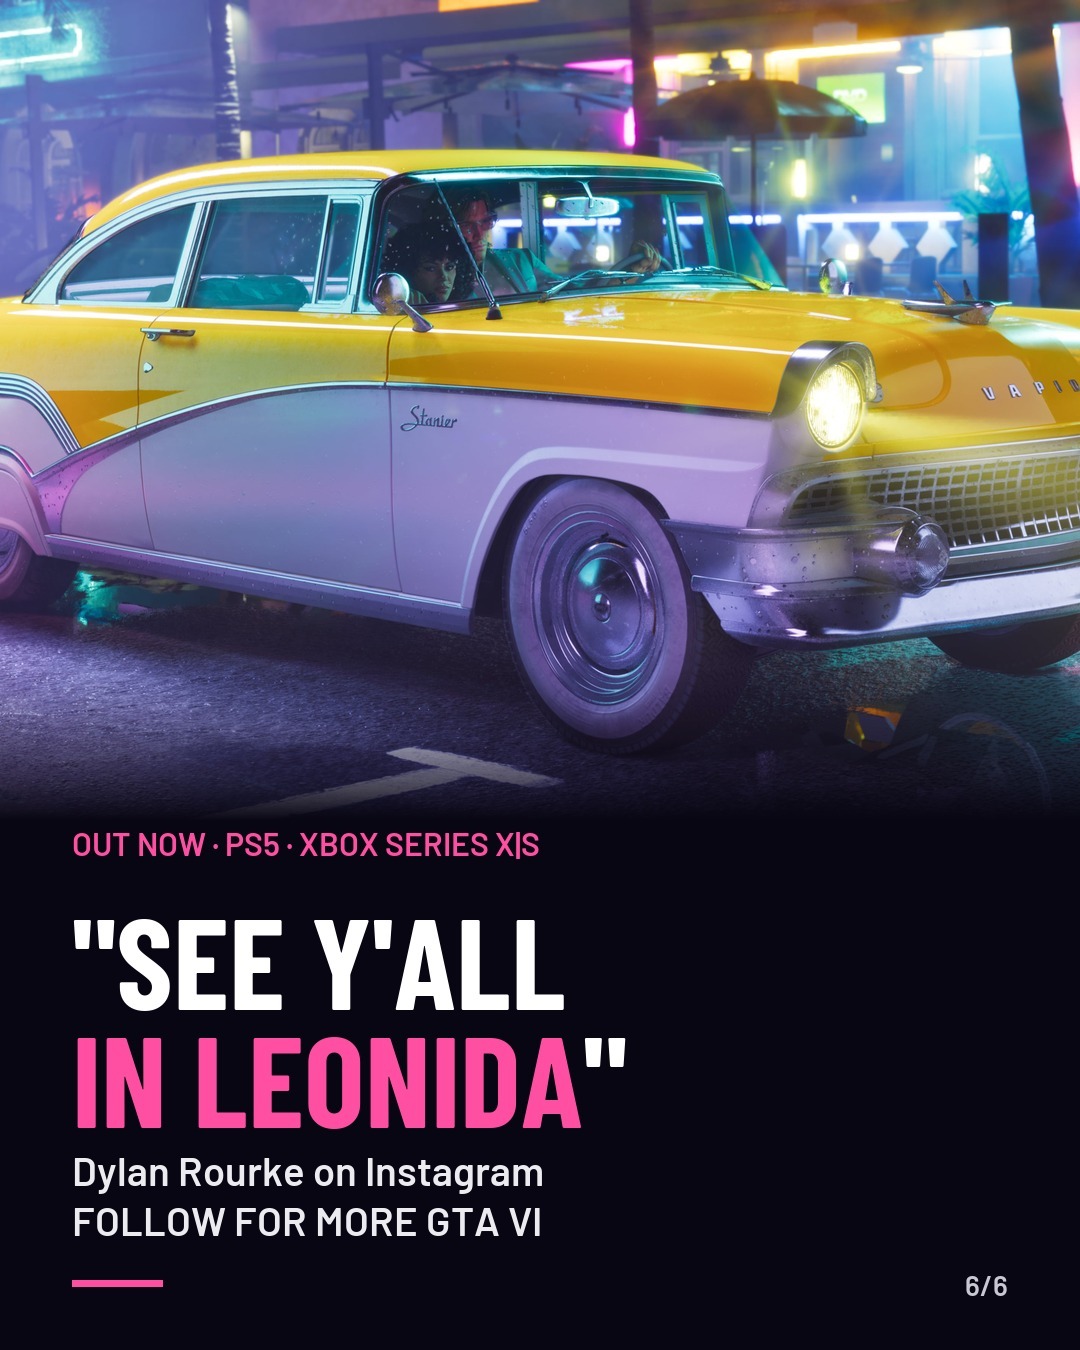 Stanier
VAPID
OUT NOW · PS5 · XBOX SERIES X|S
"SEE Y'ALL
IN LEONIDA"
Dylan Rourke on Instagram
FOLLOW FOR MORE GTA VI
6/6